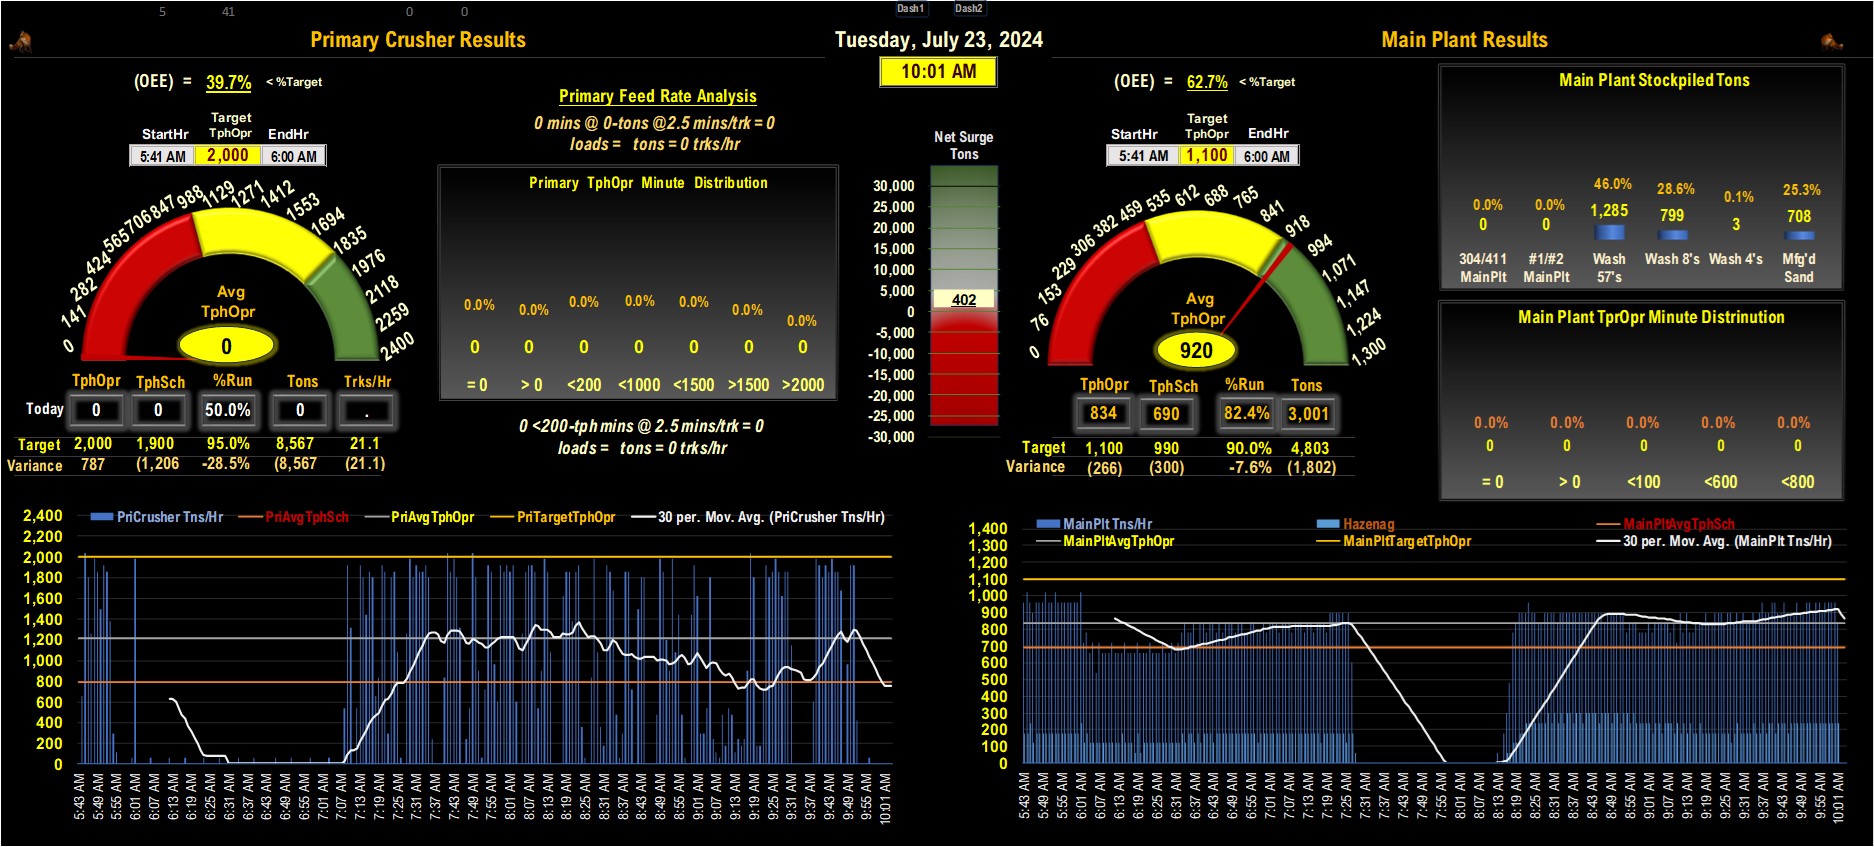 5 41 0 0 Dash1 Dash2
Primary Crusher Results
Tuesday, July 23, 2024
Main Plant Results
10:01 AM
(OEE) = 39.7% < %Target
Target
StartHr TphOpr EndHr
5:41 AM 2,000 6:00 AM
0 141 282 424 565 706 847 988 1129 1271 1412 1553 1694 1835 1976 2118 2259 2400
Avg
TphOpr
0
TphOpr TphSch %Run Tons Trks/Hr
Today 0 0 50.0% 0 .
Target 2,000 1,900 95.0% 8,567 21.1
Variance 787 (1,206 -28.5% (8,567 (21.1)
Primary Feed Rate Analysis
0 mins @ 0-tons @2.5 mins/trk = 0
loads = tons = 0 trks/hr
Primary TphOpr Minute Distribution
0.0% 0.0% 0.0% 0.0% 0.0% 0.0% 0.0%
0 0 0 0 0 0 0
= 0 > 0 <200 <1000 <1500 >1500 >2000
0 <200-tph mins @ 2.5 mins/trk = 0
loads = tons = 0 trks/hr
Net Surge
Tons
30,000
25,000
20,000
15,000
10,000
5,000
402
0
-5,000
-10,000
-15,000
-20,000
-25,000
-30,000
(OEE) = 62.7% < %Target
Target
StartHr TphOpr EndHr
5:41 AM 1,100 6:00 AM
0 76 153 229 306 382 459 535 612 688 765 841 918 994 1,071 1,147 1,224 1,300
Avg
TphOpr
920
TphOpr TphSch %Run Tons
834 690 82.4% 3,001
Target 1,100 990 90.0% 4,803
Variance (266) (300) -7.6% (1,802)
Main Plant Stockpiled Tons
0.0% 0.0% 46.0% 28.6% 0.1% 25.3%
0 0 1,285 799 3 708
304/411 #1/#2 Wash Wash 8's Wash 4's Mfg'd
MainPlt MainPlt 57's Sand
Main Plant TprOpr Minute Distrinution
0.0% 0.0% 0.0% 0.0% 0.0%
0 0 0 0 0
= 0 > 0 <100 <600 <800
PriCrusher Tns/Hr PriAvgTphSch PriAvgTphOpr PriTargetTphOpr 30 per. Mov. Avg. (PriCrusher Tns/Hr)
2,400
2,200
2,000
1,800
1,600
1,400
1,200
1,000
800
600
400
200
0
5:43 AM 5:49 AM 5:55 AM 6:07 AM 6:13 AM 6:25 AM 6:31 AM 6:37 AM 6:43 AM 6:49 AM 6:55 AM 7:01 AM 7:07 AM 7:13 AM 7:19 AM 7:25 AM 7:31 AM 7:37 AM 7:43 AM 7:49 AM 7:55 AM 8:01 AM 8:07 AM 8:13 AM 8:19 AM 8:25 AM 8:31 AM 8:37 AM 8:43 AM 8:49 AM 8:55 AM 9:01 AM 9:07 AM 9:13 AM 9:19 AM 9:25 AM 9:31 AM 9:37 AM 9:43 AM 9:49 AM 9:55 AM 10:01 AM
MainPlt Tns/Hr Hazenag MainPltAvgTphSch
MainPltAvgTphOpr MainPltTargetTphOpr 30 per. Mov. Avg. (MainPlt Tns/Hr)
1,400
1,300
1,200
1,100
1,000
900
800
700
600
500
400
300
200
100
0
5:43 AM 5:49 AM 5:55 AM 6:01 AM 6:07 AM 6:13 AM 6:19 AM 6:25 AM 6:31 AM 6:37 AM 6:49 AM 6:55 AM 7:01 AM 7:07 AM 7:13 AM 7:19 AM 7:25 AM 7:31 AM 7:37 AM 7:43 AM 7:49 AM 7:55 AM 8:01 AM 8:07 AM 8:13 AM 8:19 AM 8:25 AM 8:31 AM 8:37 AM 8:43 AM 8:49 AM 8:55 AM 9:01 AM 9:07 AM 9:13 AM 9:19 AM 9:25 AM 9:31 AM 9:37 AM 9:43 AM 9:49 AM 9:55 AM 10:01 AM